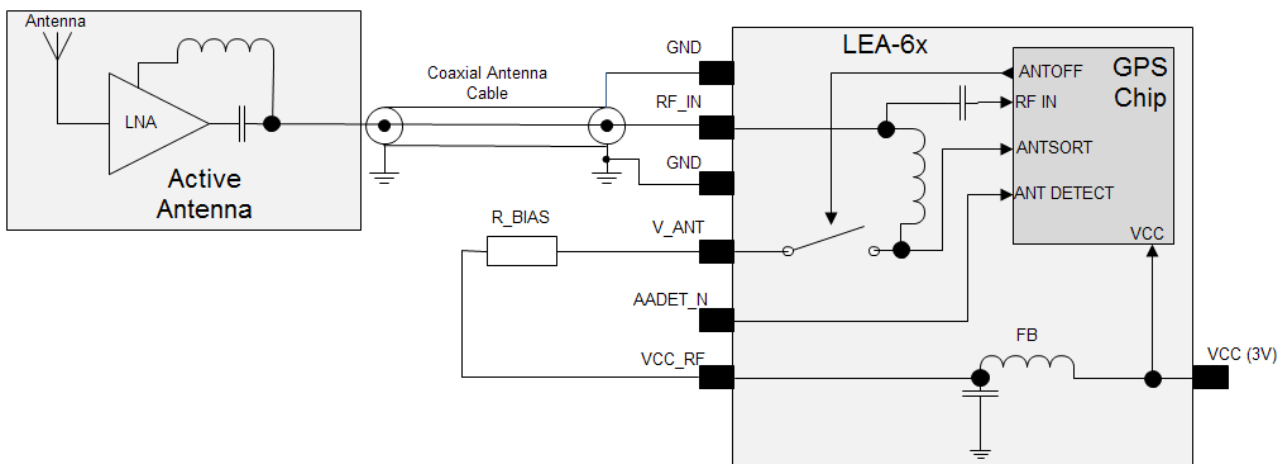 Antenna
LNA
Active
Antenna
Coaxial Antenna
Cable
GND
RF_IN
GND
R_BIAS
V_ANT
AADET_N
VCC_RF
LEA-6x
GPS
Chip
ANTOFF
RF IN
ANTSORT
ANT DETECT
VCC
FB
VCC (3V)